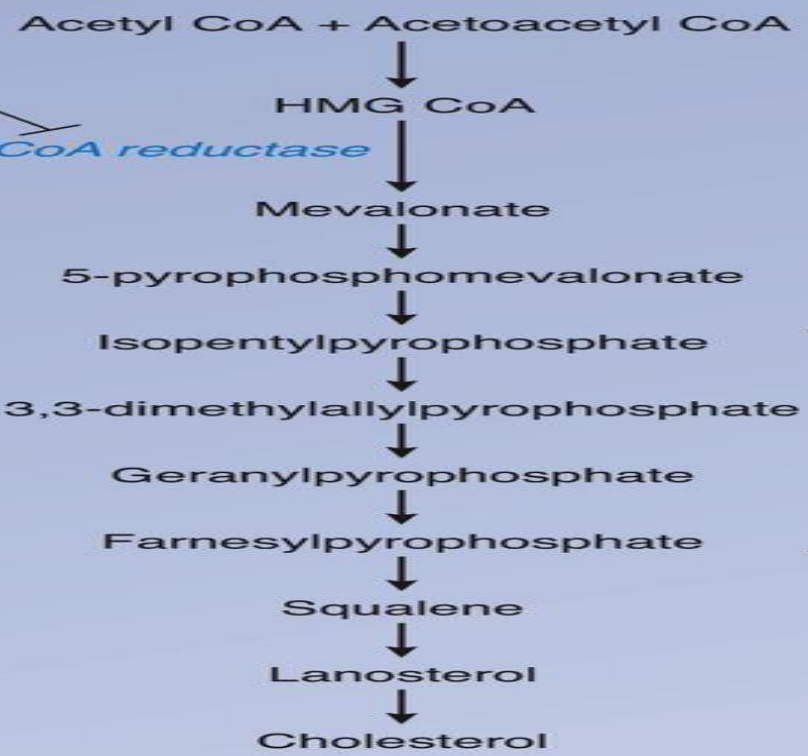 Acetyl CoA + Acetoacetyl CoA
HMG CoA
CoA reductase
Mevalonate
5-pyrophosphomevalonate
Isopentylpyrophosphate
3,3-dimethylallylpyrophosphate
Geranylpyrophosphate
Farnesylpyrophosphate
Squalene
Lanosterol
Cholesterol